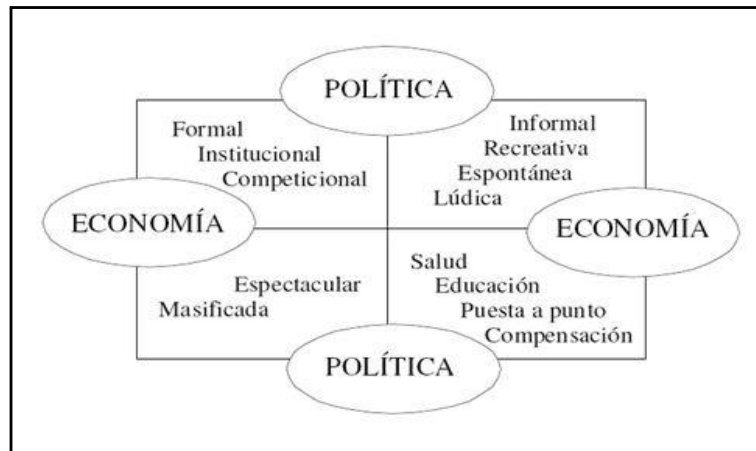 POLÍTICA
Formal
Institucional
Competicional
Informal
Recreativa
Espontánea
Lúdica
ECONOMÍA
ECONOMÍA
Espectacular
Masificada
Salud
Educación
Puesta a punto
Compensación
POLÍTICA